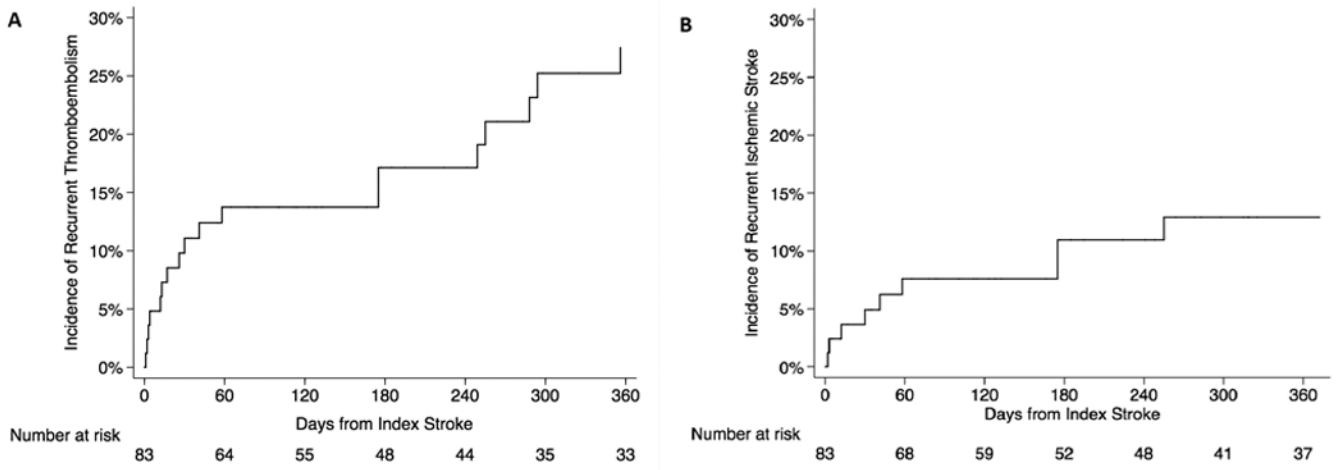 A
Incidence of Recurrent Thromboembolism
30%
25%
20%
15%
10%
5%
0%
0 60 120 180 240 300 360
Days from Index Stroke
Number at risk
83 64 55 48 44 35 33
B
Incidence of Recurrent Ischemic Stroke
30%
25%
20%
15%
10%
5%
0%
0 60 120 180 240 300 360
Days from Index Stroke
Number at risk
83 68 59 52 48 41 37